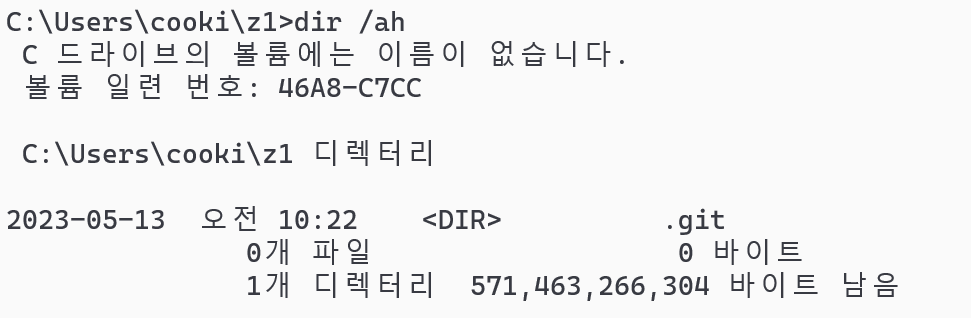 C:\Users\cooki\z1>dir /ah
C 드라이브의 볼륨에는 이름이 없습니다.
볼륨 일련 번호: 46A8-C7CC
C:\Users\cooki\z1 디렉터리
2023-05-13 오전 10:22 <DIR> .git
0개 파일 0 바이트
1개 디렉터리 571,463,266,304 바이트 남음